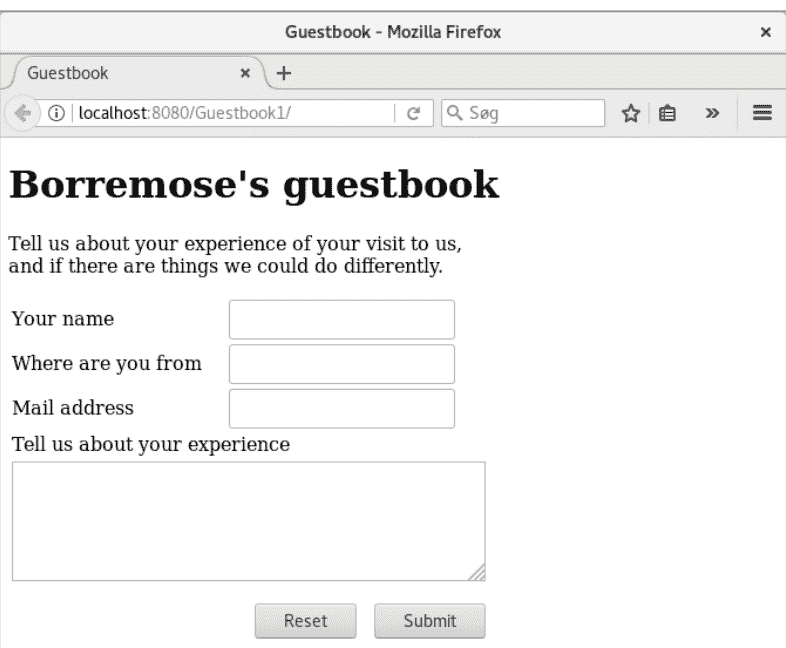 Guestbook - Mozilla Firefox
Guestbook
localhost:8080/Guestbook1/
Søg
Borremose's guestbook
Tell us about your experience of your visit to us,
and if there are things we could do differently.
Your name
Where are you from
Mail address
Tell us about your experience
Reset Submit